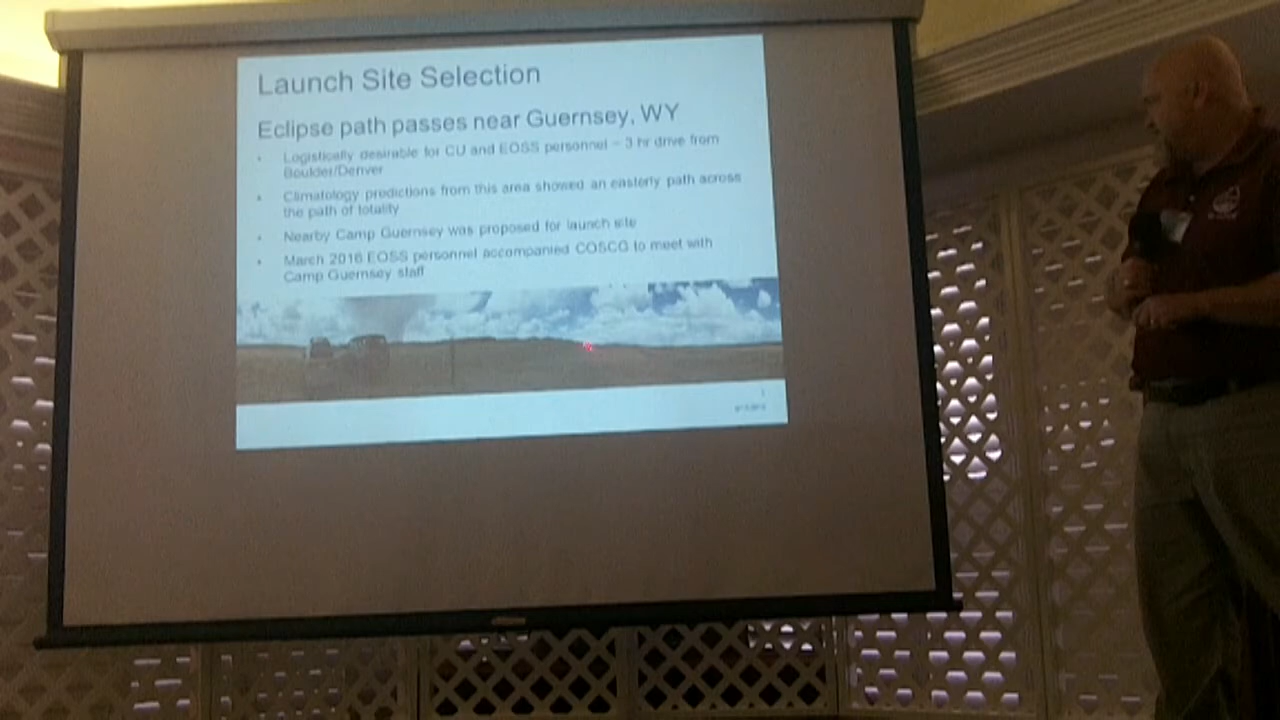 Launch Site Selection
Eclipse path passes near Guernsey, WY
• Logistically desirable for CU and EOSS personnel – 3 hr drive from
Boulder/Denver
• Climatology predictions from this area showed an easterly path across
the path of totality
• Nearby Camp Guernsey was proposed for launch site
• March 2016 EOSS personnel accompanied COSCG to meet with
Camp Guernsey staff